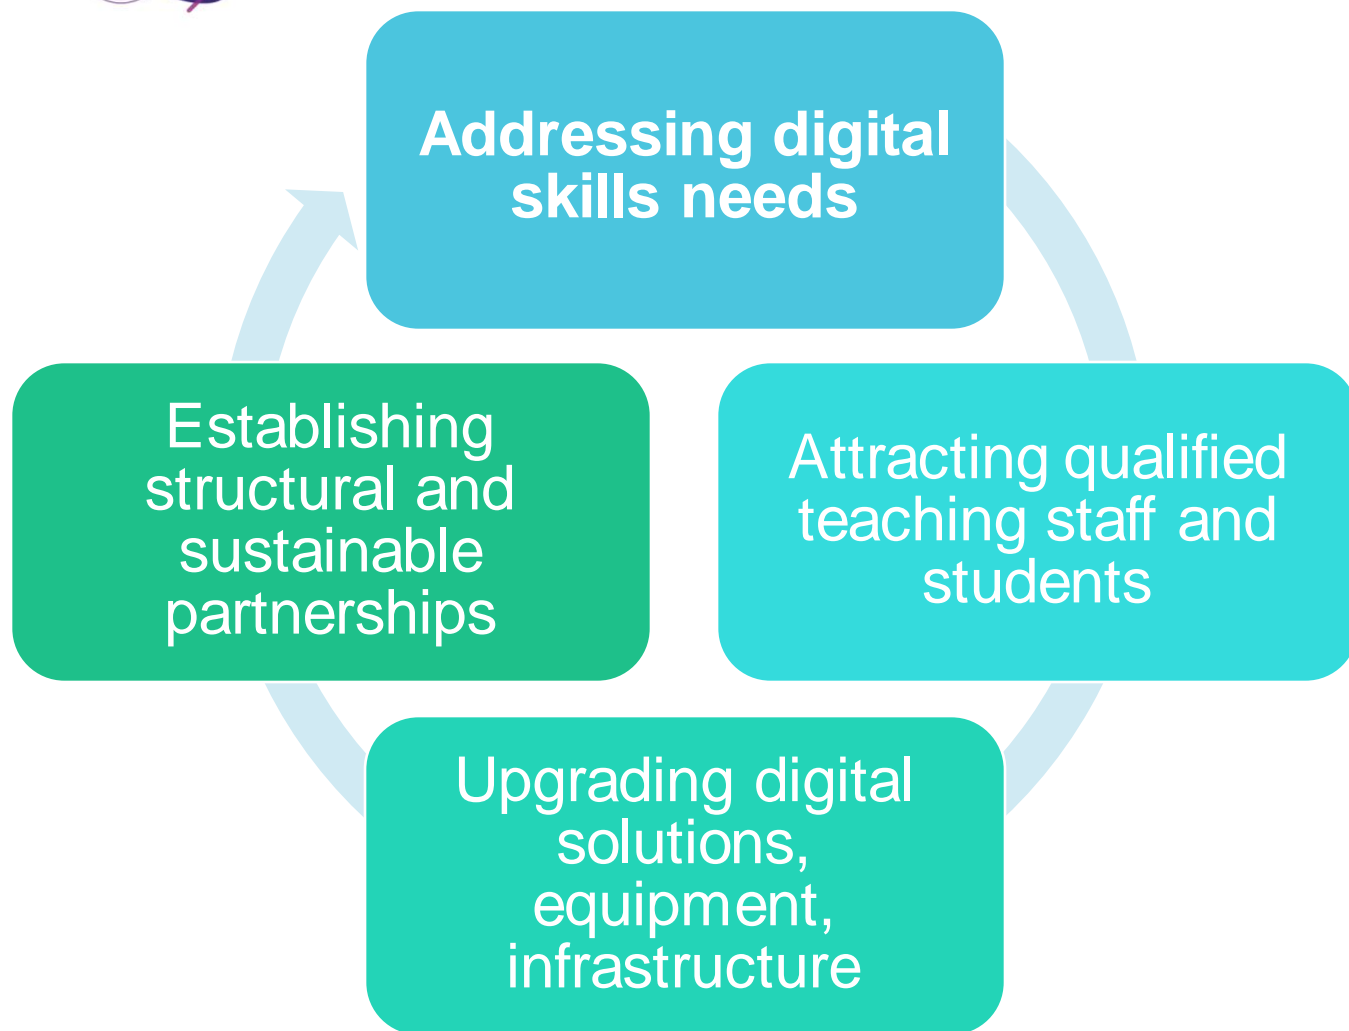 Addressing digital
skills needs
Attracting qualified
teaching staff and
students
Upgrading digital
solutions,
equipment,
infrastructure
Establishing
structural and
sustainable
partnerships